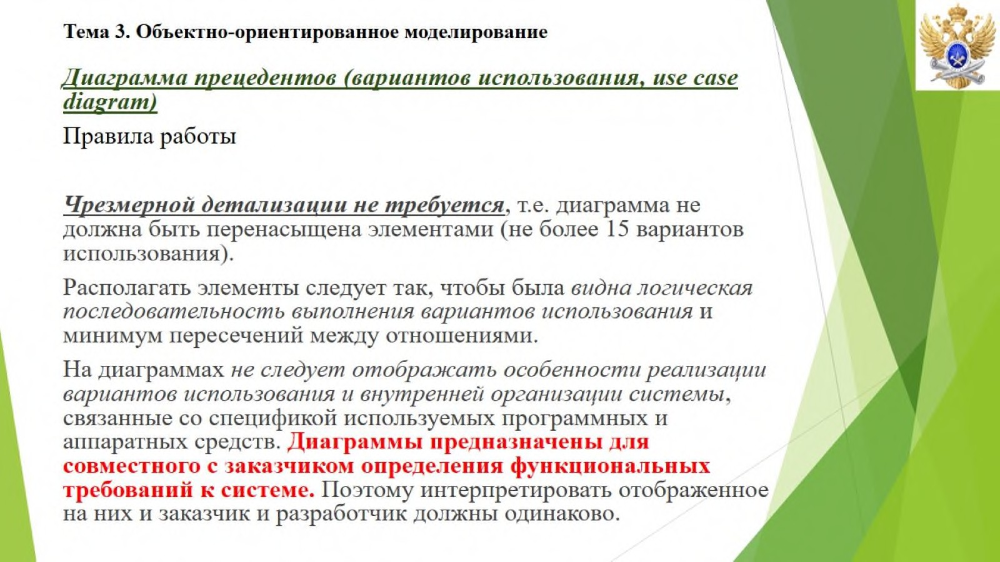 Тема 3. Объектно-ориентированное моделирование
Диаграмма прецедентов (вариантов использования, use case
diagram)
Правила работы
Чрезмерной детализации не требуется, т.е. диаграмма не
должна быть перенасыщена элементами (не более 15 вариантов
использования).
Располагать элементы следует так, чтобы была видна логическая
последовательность выполнения вариантов использования и
минимум пересечений между отношениями.
На диаграммах не следует отображать особенности реализации
вариантов использования и внутренней организации системы,
связанные со спецификой используемых программных и
аппаратных средств. Диаграммы предназначены для
совместного с заказчиком определения функциональных
требований к системе. Поэтому интерпретировать отображенное
на них и заказчик и разработчик должны одинаково.